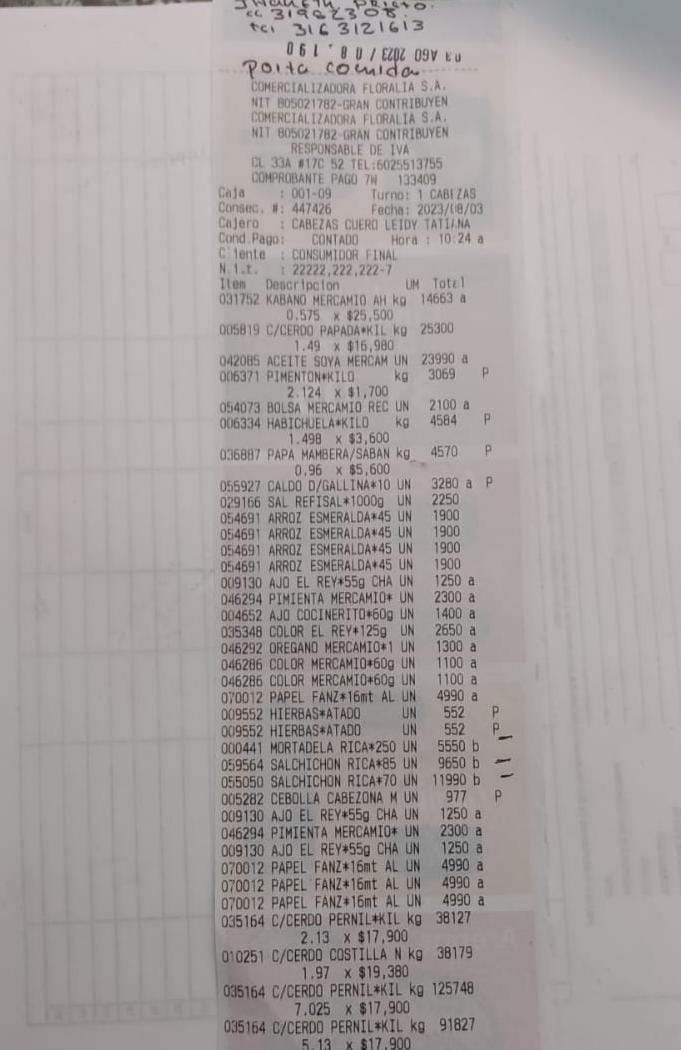 cc 31962308.
tel 3163121613
03 AGO 2023 / 08.190
Porta comida
COMERCIALIZADORA FLORALIA S.A.
NIT 805021782-GRAN CONTRIBUYEN
COMERCIALIZADORA FLORALIA S.A.
NIT 805021782-GRAN CONTRIBUYEN
RESPONSABLE DE IVA
CL 33A #17C 52 TEL:6025513755
COMPROBANTE PAGO 7W 133409
Caja : 001-09 Turno: 1 CABEZAS
Consec. #: 447426 Fecha: 2023/08/03
Cajero : CABEZAS CUERO LEIDY TATIANA
Cond.Pago: CONTADO Hora : 10:24 a
Cliente : CONSUMIDOR FINAL
N.i.t. : 22222,222,222-7
Item Descripcion UM Total
031752 KABANO MERCAMIO AH kg 14663 a
0.575 x $25,500
005819 C/CERDO PAPADA*KIL kg 25300
1.49 x $16,980
042085 ACEITE SOYA MERCAM UN 23990 a
006371 PIMENTON*KILO kg 3069 P
2.124 x $1,700
054073 BOLSA MERCAMIO REC UN 2100 a
006334 HABICHUELA*KILO kg 4584 P
1.498 x $3,600
036887 PAPA MAMBERA/SABAN kg 4570 P
0.96 x $5,600
055927 CALDO D/GALLINA*10 UN 3280 a P
029166 SAL REFISAL*1000g UN 2250
054691 ARROZ ESMERALDA*45 UN 1900
054691 ARROZ ESMERALDA*45 UN 1900
054691 ARROZ ESMERALDA*45 UN 1900
054691 ARROZ ESMERALDA*45 UN 1900
009130 AJO EL REY*55g CHA UN 1250 a
046294 PIMIENTA MERCAMIO* UN 2300 a
004652 AJO COCINERITO*60g UN 1400 a
035348 COLOR EL REY*125g UN 2650 a
046292 OREGANO MERCAMIO*1 UN 1300 a
046286 COLOR MERCAMIO*60g UN 1100 a
046286 COLOR MERCAMIO*60g UN 1100 a
070012 PAPEL FANZ*16mt AL UN 4990 a
009552 HIERBAS*ATADO UN 552 P
009552 HIERBAS*ATADO UN 552 P
000441 MORTADELA RICA*250 UN 5550 b
059564 SALCHICHON RICA*85 UN 9650 b
055050 SALCHICHON RICA*70 UN 11990 b
005282 CEBOLLA CABEZONA M UN 977 P
009130 AJO EL REY*55g CHA UN 1250 a
046294 PIMIENTA MERCAMIO* UN 2300 a
009130 AJO EL REY*55g CHA UN 1250 a
070012 PAPEL FANZ*16mt AL UN 4990 a
070012 PAPEL FANZ*16mt AL UN 4990 a
070012 PAPEL FANZ*16mt AL UN 4990 a
035164 C/CERDO PERNIL*KIL kg 38127
2.13 x $17,900
010251 C/CERDO COSTILLA N kg 38179
1.97 x $19,380
035164 C/CERDO PERNIL*KIL kg 125748
7.025 x $17,900
035164 C/CERDO PERNIL*KIL kg 91827
5.13 x $17,900